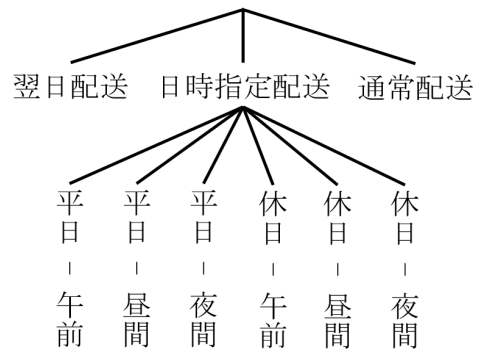 翌日配送 日時指定配送 通常配送
平日－午前
平日－昼間
平日－夜間
休日－午前
休日－昼間
休日－夜間